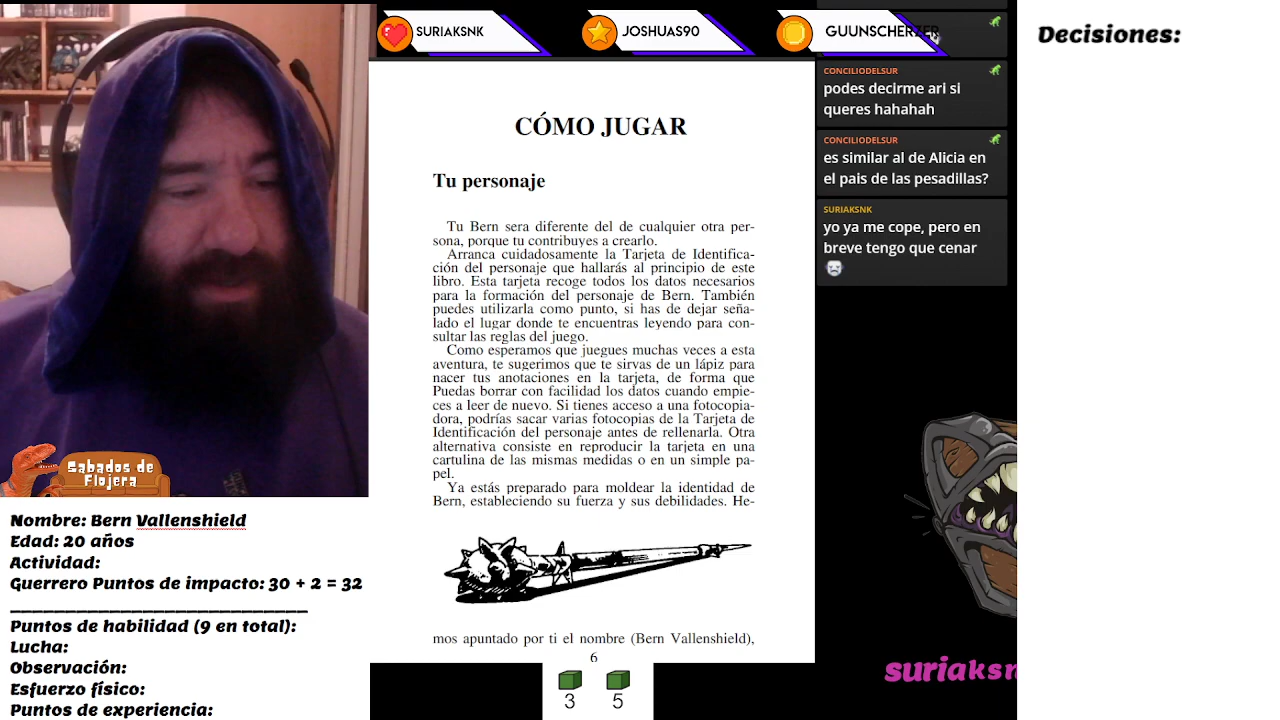 SURIAKSNK
JOSHUAS90
GUUNSCHERZER
Decisiones:
CONCILIODELSUR
podes decirme ari si
queres hahahah
CONCILIODELSUR
es similar al de Alicia en
el pais de las pesadillas?
SURIAKSNK
yo ya me cope, pero en
breve tengo que cenar
CÓMO JUGAR
Tu personaje
Tu Bern sera diferente del de cualquier otra per-
sona, porque tu contribuyes a crearlo.
Arranca cuidadosamente la Tarjeta de Identifica-
ción del personaje que hallarás al principio de este
libro. Esta tarjeta recoge todos los datos necesarios
para la formación del personaje de Bern. También
puedes utilizarla como punto, si has de dejar seña-
lado el lugar donde te encuentras leyendo para con-
sultar las reglas del juego.
Como esperamos que juegues muchas veces a esta
aventura, te sugerimos que te sirvas de un lápiz para
nacer tus anotaciones en la tarjeta, de forma que
Puedas borrar con facilidad los datos cuando empie-
ces a leer de nuevo. Si tienes acceso a una fotocopia-
dora, podrías sacar varias fotocopias de la Tarjeta de
Identificación del personaje antes de rellenarla. Otra
alternativa consiste en reproducir la tarjeta en una
cartulina de las mismas medidas o en un simple pa-
pel.
Ya estás preparado para moldear la identidad de
Bern, estableciendo su fuerza y sus debilidades. He-
mos apuntado por ti el nombre (Bern Vallenshield),
6
3 5
Sabados de
Flojera
Nombre: Bern Vallenshield
Edad: 20 años
Actividad:
Guerrero Puntos de impacto: 30 + 2 = 32
Puntos de habilidad (9 en total):
Lucha:
Observación:
Esfuerzo físico:
Puntos de experiencia:
suriaksn